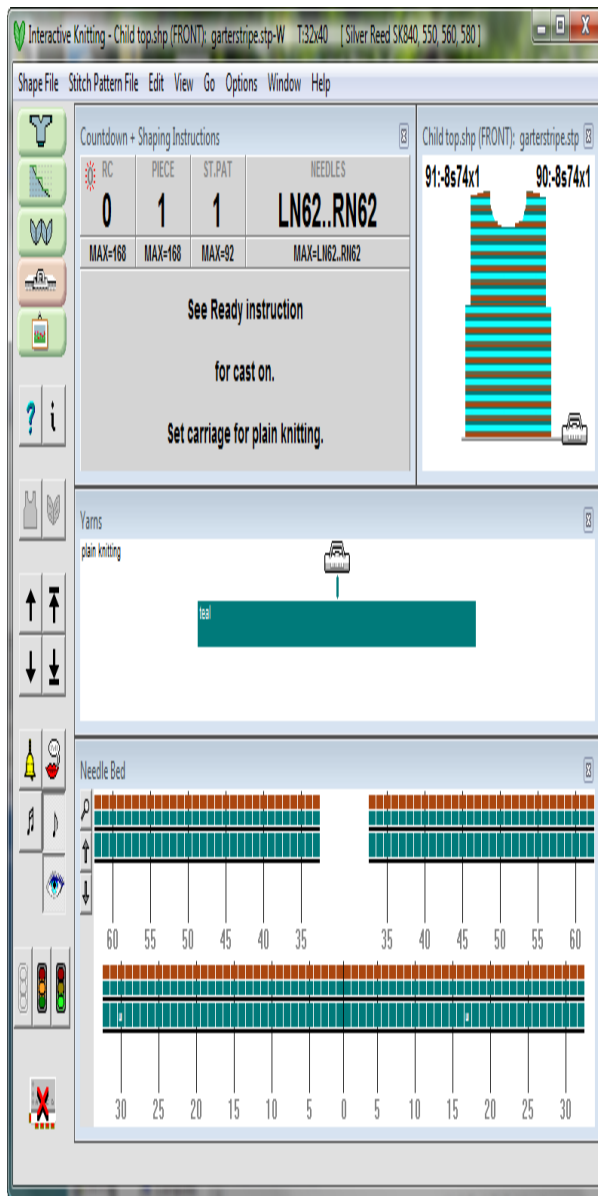 Interactive Knitting - Child top.shp (FRONT): garterstripe.stp-W T:32x40 [ Silver Reed SK840, 550, 560, 580 ]
Shape File Stitch Pattern File Edit View Go Options Window Help
Countdown + Shaping Instructions
RC PIECE ST.PAT NEEDLES
0 1 1 LN62..RN62
MAX=168 MAX=168 MAX=92 MAX=LN62..RN62
See Ready instruction
for cast on.
Set carriage for plain knitting.
Child top.shp (FRONT): garterstripe.stp
91:-8s74x1 90:-8s74x1
Yarns
plain knitting
teal
Needle Bed
60 55 50 45 40 35 35 40 45 50 55 60
30 25 20 15 10 5 0 5 10 15 20 25 30